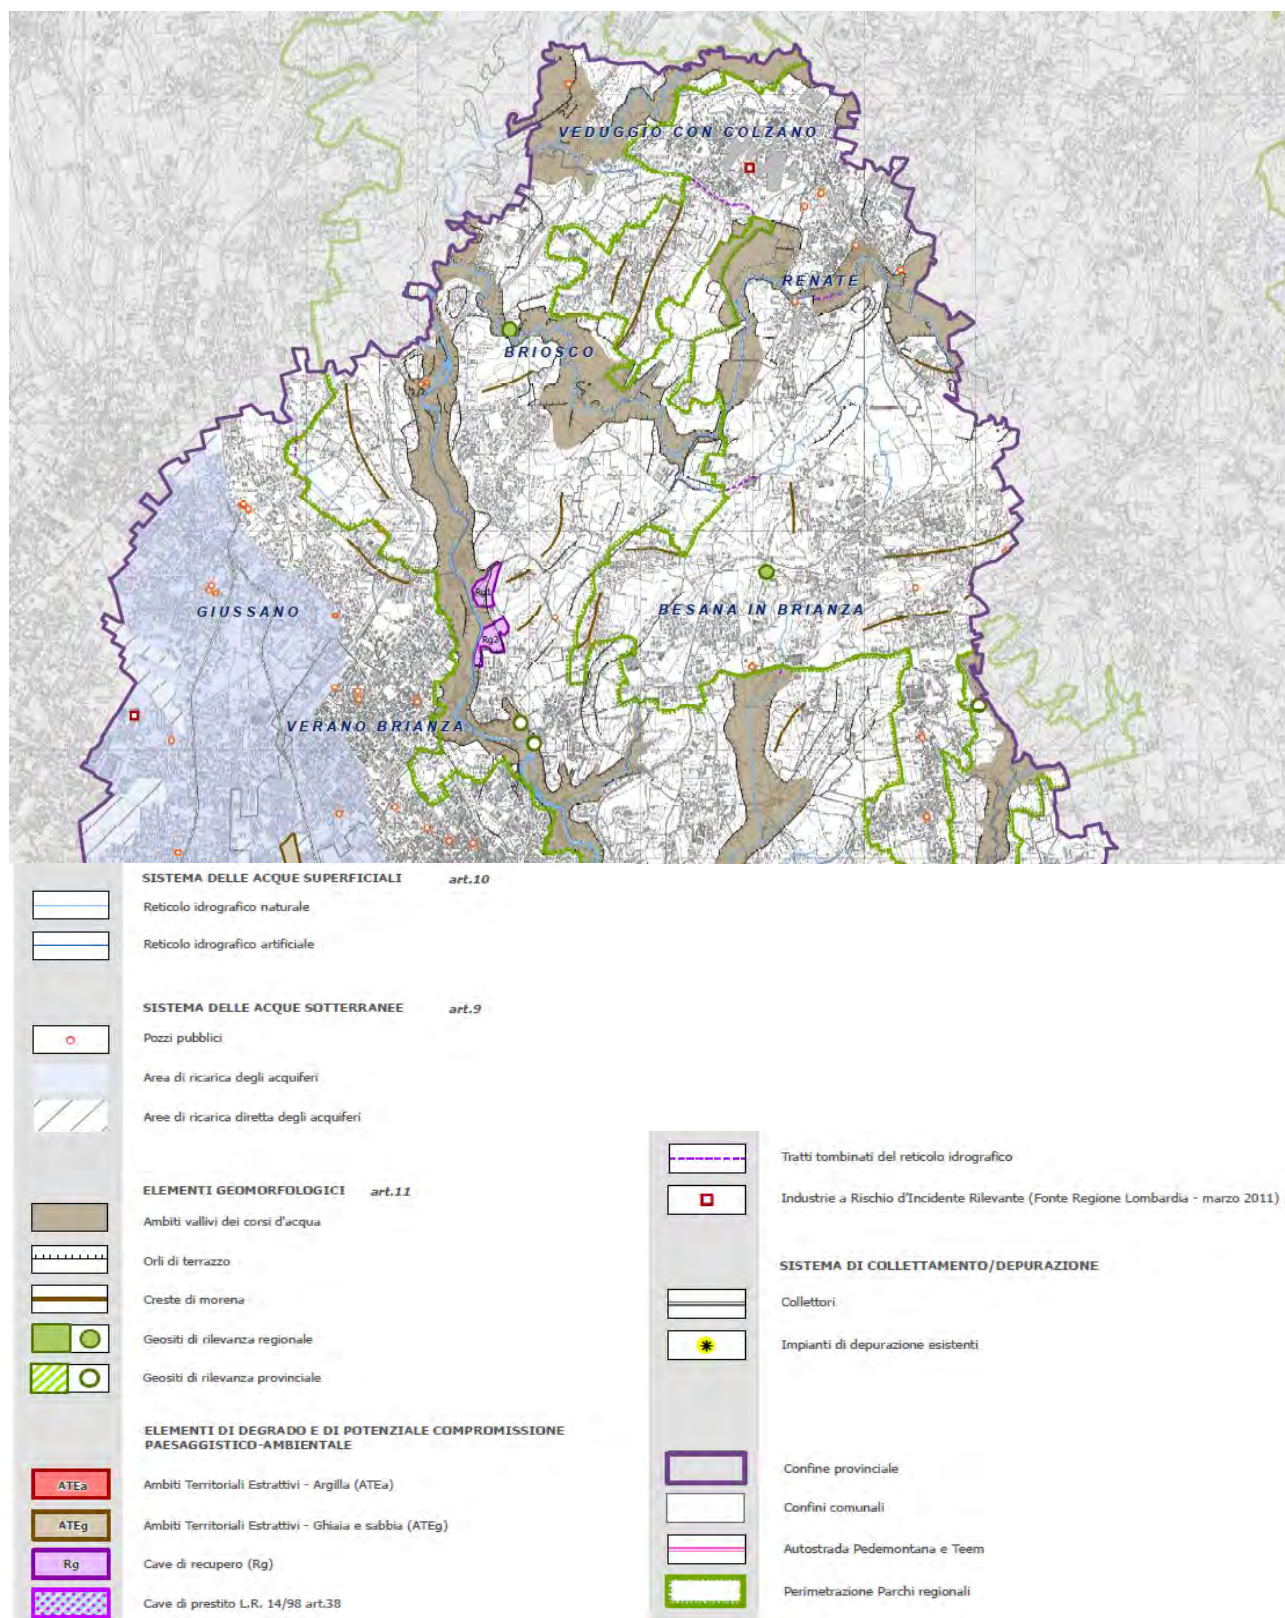 VEDUGGIO CON COLZANO
RENATE
BRIOSCO
Rg1
GIUSSANO
BESANA IN BRIANZA
Rg2
VERANO BRIANZA
SISTEMA DELLE ACQUE SUPERFICIALI art.10
Reticolo idrografico naturale
Reticolo idrografico artificiale
SISTEMA DELLE ACQUE SOTTERRANEE art.9
Pozzi pubblici
Area di ricarica degli acquiferi
Aree di ricarica diretta degli acquiferi
ELEMENTI GEOMORFOLOGICI art.11
Ambiti vallivi dei corsi d'acqua
Orli di terrazzo
Creste di morena
Geositi di rilevanza regionale
Geositi di rilevanza provinciale
ELEMENTI DI DEGRADO E DI POTENZIALE COMPROMISSIONE
PAESAGGISTICO-AMBIENTALE
ATEa Ambiti Territoriali Estrattivi - Argilla (ATEa)
ATEg Ambiti Territoriali Estrattivi - Ghiaia e sabbia (ATEg)
Rg Cave di recupero (Rg)
Cave di prestito L.R. 14/98 art.38
Tratti tombinati del reticolo idrografico
Industrie a Rischio d'Incidente Rilevante (Fonte Regione Lombardia - marzo 2011)
SISTEMA DI COLLETTAMENTO/DEPURAZIONE
Collettori
Impianti di depurazione esistenti
Confine provinciale
Confini comunali
Autostrada Pedemontana e Teem
Perimetrazione Parchi regionali